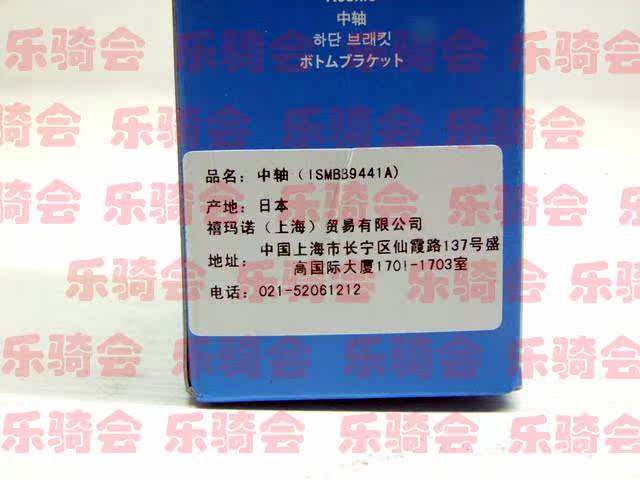 中轴
하단 브래킷
ボトムブラケット
品名：中轴（ISMBB9441A）
产地：日本
禧玛诺（上海）贸易有限公司
地址：中国上海市长宁区仙霞路137号盛
高国际大厦1701-1703室
电话：021-52061212
乐骑会